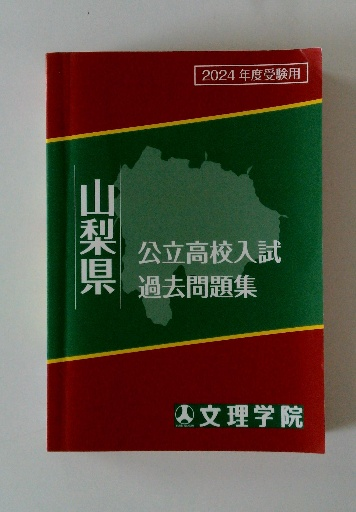 2024年度受験用
山梨県
公立高校入試
過去問題集
文理学院